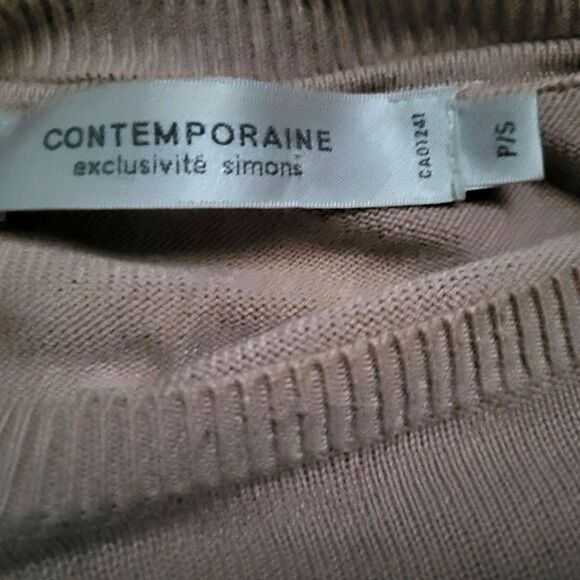 CONTEMPORAINE
exclusivité simons
CA01241
P/S